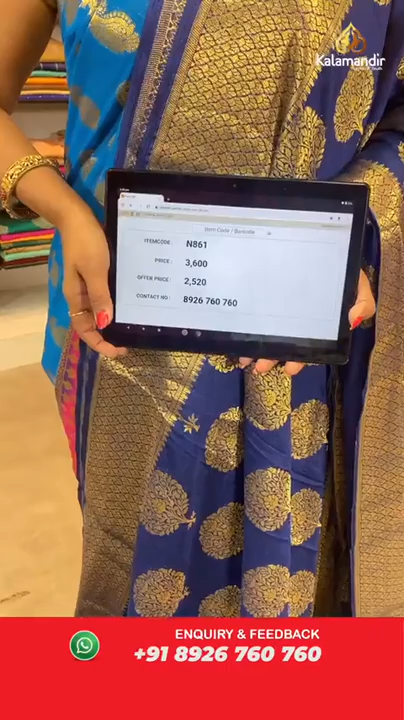 Kalamandir
Item Code / Barcode
ITEMCODE : N861
PRICE : 3,600
OFFER PRICE : 2,520
CONTACT NO : 8926 760 760
ENQUIRY & FEEDBACK
+91 8926 760 760